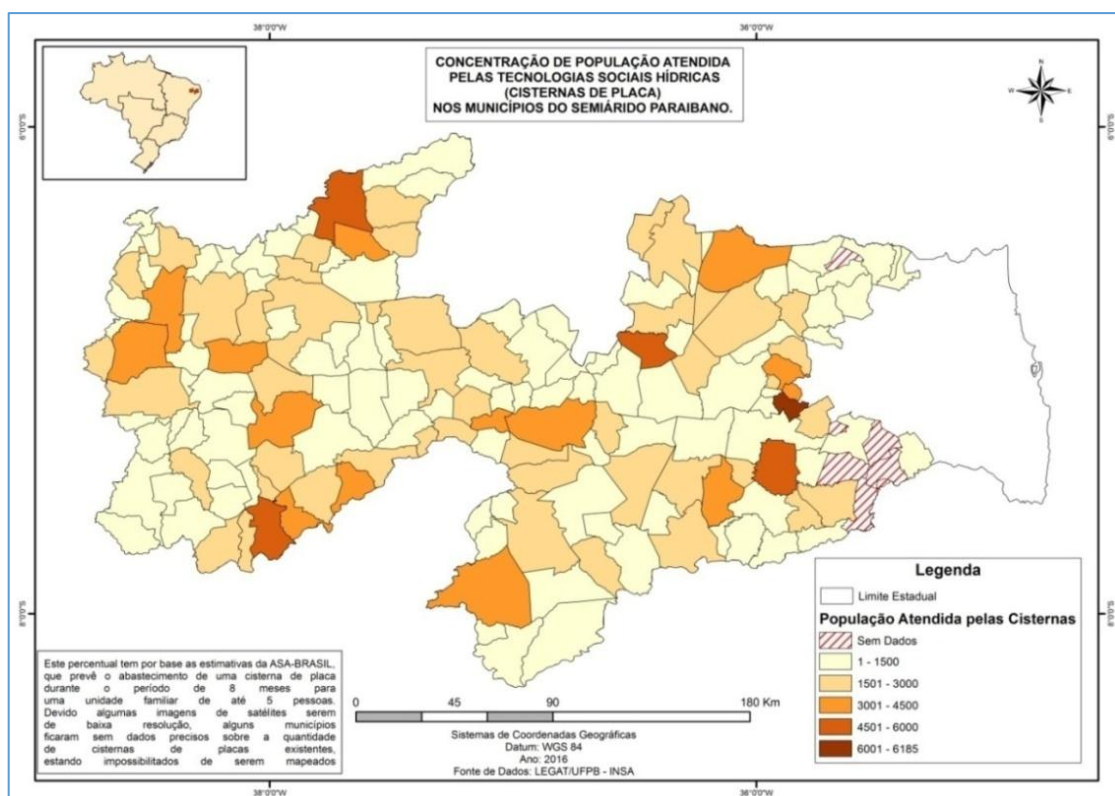 38°0'0"W
36°0'0"W
CONCENTRAÇÃO DE POPULAÇÃO ATENDIDA
PELAS TECNOLOGIAS SOCIAIS HÍDRICAS
(CISTERNAS DE PLACA)
NOS MUNICÍPIOS DO SEMIÁRIDO PARAIBANO.
N
W
E
S
6°0'0"S
6°0'0"S
Legenda
Limite Estadual
População Atendida pelas Cisternas
Sem Dados
1 - 1500
1501 - 3000
3001 - 4500
4501 - 6000
6001 - 6185
8°0'0"S
8°0'0"S
Este percentual tem por base as estimativas da ASA-BRASIL,
que prevê o abastecimento de uma cisterna de placa
durante o período de 8 meses para
uma unidade familiar de até 5 pessoas.
Devido algumas imagens de satélites serem
de baixa resolução, alguns municípios
ficaram sem dados precisos sobre a quantidade
de cisternas de placas existentes,
estando impossibilitados de serem mapeados
0 45 90 180 Km
Sistemas de Coordenadas Geográficas
Datum: WGS 84
Ano: 2016
Fonte de Dados: LEGAT/UFPB - INSA
38°0'0"W
36°0'0"W